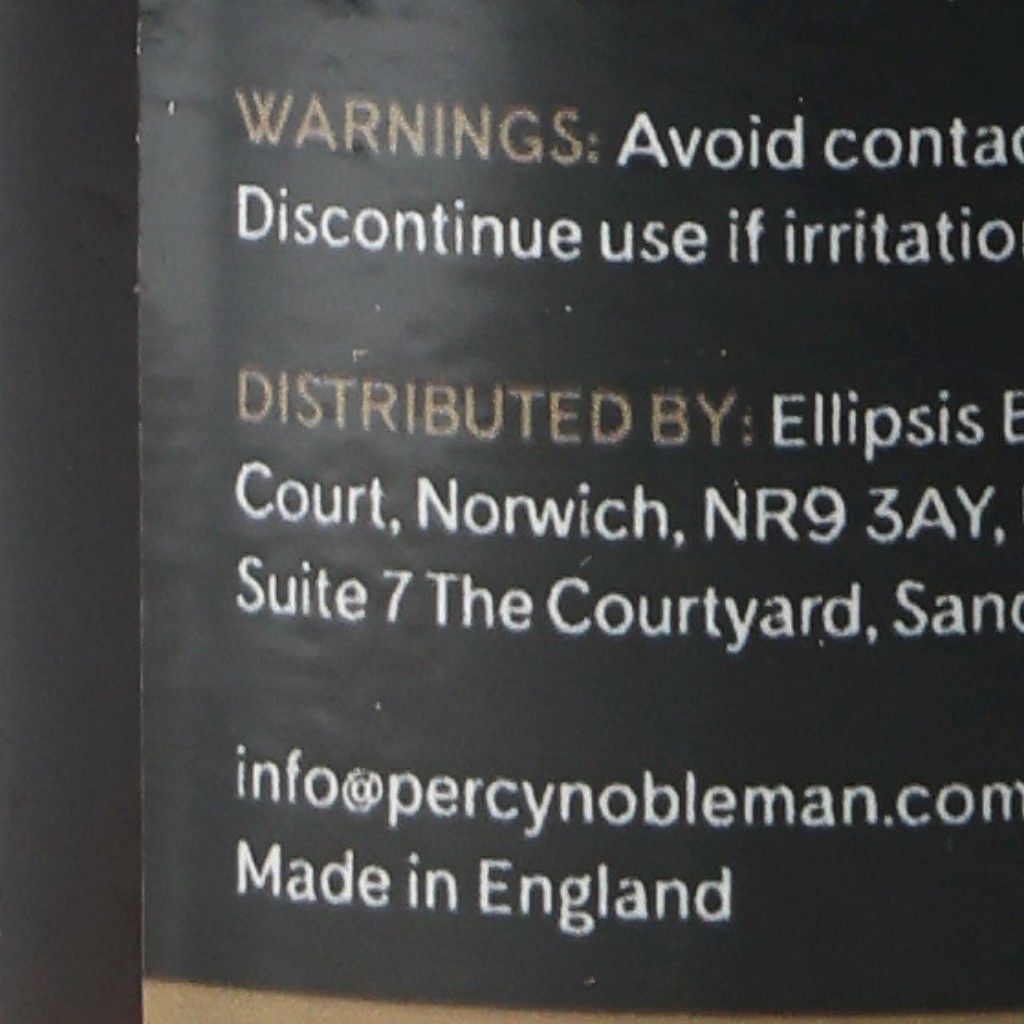 WARNINGS: Avoid contac
Discontinue use if irritatio
DISTRIBUTED BY: Ellipsis
Court, Norwich, NR9 3AY,
Suite 7 The Courtyard, Sand
info@percynobleman.com
Made in England